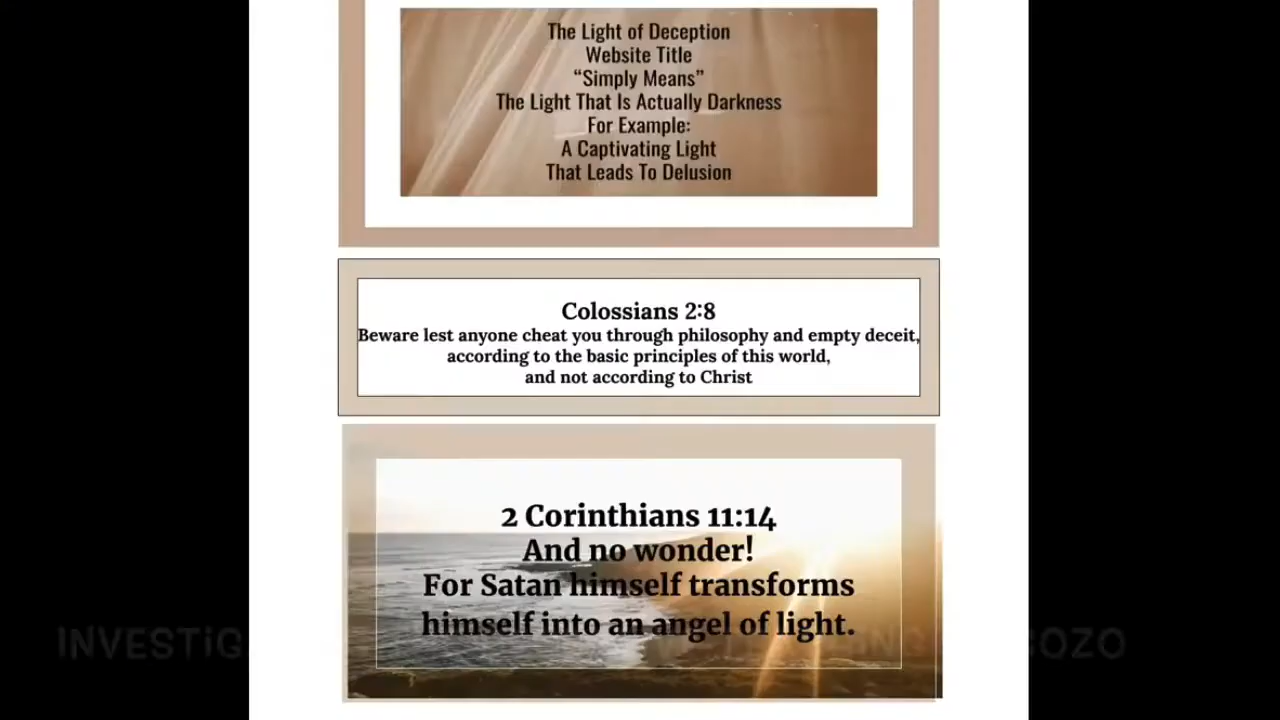 The Light of Deception
Website Title
“Simply Means”
The Light That Is Actually Darkness
For Example:
A Captivating Light
That Leads To Delusion
Colossians 2:8
Beware lest anyone cheat you through philosophy and empty deceit,
according to the basic principles of this world,
and not according to Christ
2 Corinthians 11:14
And no wonder!
For Satan himself transforms
himself into an angel of light.